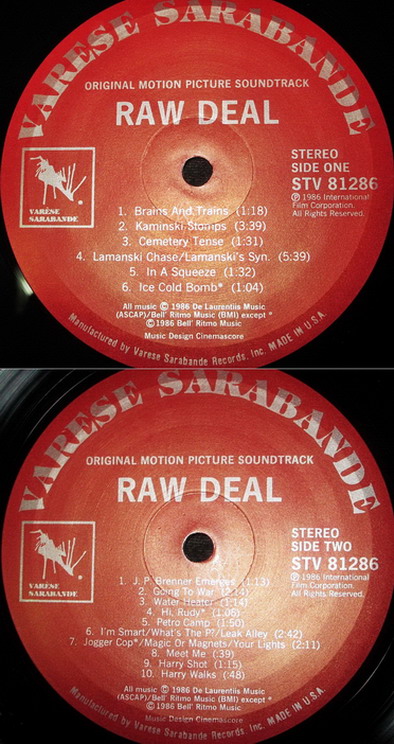 VARESE SARABANDE
ORIGINAL MOTION PICTURE SOUNDTRACK
RAW DEAL
STEREO
SIDE ONE
STV 81286
℗ 1986 International
Film Corporation.
All Rights Reserved.
VARÈSE
SARABANDE
1. Brains And Trains (1:18)
2. Kaminski Stomps (3:39)
3. Cemetery Tense (1:31)
4. Lamanski Chase/Lamanski's Syn. (5:39)
5. In A Squeeze (1:32)
6. Ice Cold Bomb* (1:04)
All music © 1986 De Laurentiis Music
(ASCAP)/Bell' Ritmo Music (BMI) except *
©1986 Bell' Ritmo Music
Music Design Cinemascore
Manufactured by Varese Sarabande Records, Inc. MADE IN U.S.A.
VARESE SARABANDE
ORIGINAL MOTION PICTURE SOUNDTRACK
RAW DEAL
STEREO
SIDE TWO
STV 81286
℗ 1986 International
Film Corporation.
All Rights Reserved.
VARÈSE
SARABANDE
1. J. P. Brenner Emerges (1:13)
2. Going To War (2:14)
3. Water Heater (1:14)
4. Hi, Rudy* (1:06)
5. Petro Camp (1:50)
6. I'm Smart/What's The P?/Leak Alley (2:42)
7. Jogger Cop*/Magic Or Magnets/Your Lights (2:11)
8. Meet Me (:39)
9. Harry Shot (1:15)
10. Harry Walks (:48)
All music © 1986 De Laurentiis Music
(ASCAP)/Bell' Ritmo Music (BMI) except *
©1986 Bell' Ritmo Music
Music Design Cinemascore
Manufactured by Varese Sarabande Records, Inc. MADE IN U.S.A.